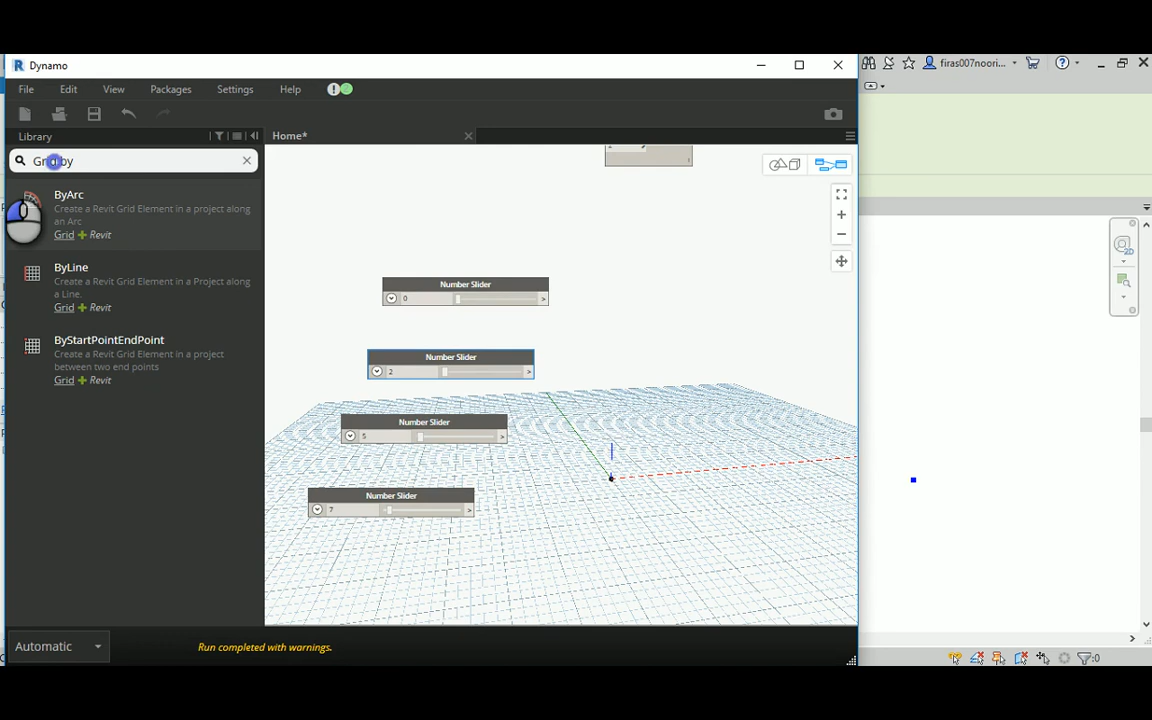 Dynamo
firas007noori...
File Edit View Packages Settings Help
Library
Home*
Grid by
ByArc
Create a Revit Grid Element in a project along
an Arc
Grid + Revit
ByLine
Create a Revit Grid Element in a Project along
a Line.
Grid + Revit
ByStartPointEndPoint
Create a Revit Grid Element in a project
between two end points
Grid + Revit
Number Slider
0
>
Number Slider
2
>
Number Slider
5
>
Number Slider
7
>
Automatic
Run completed with warnings.
:0